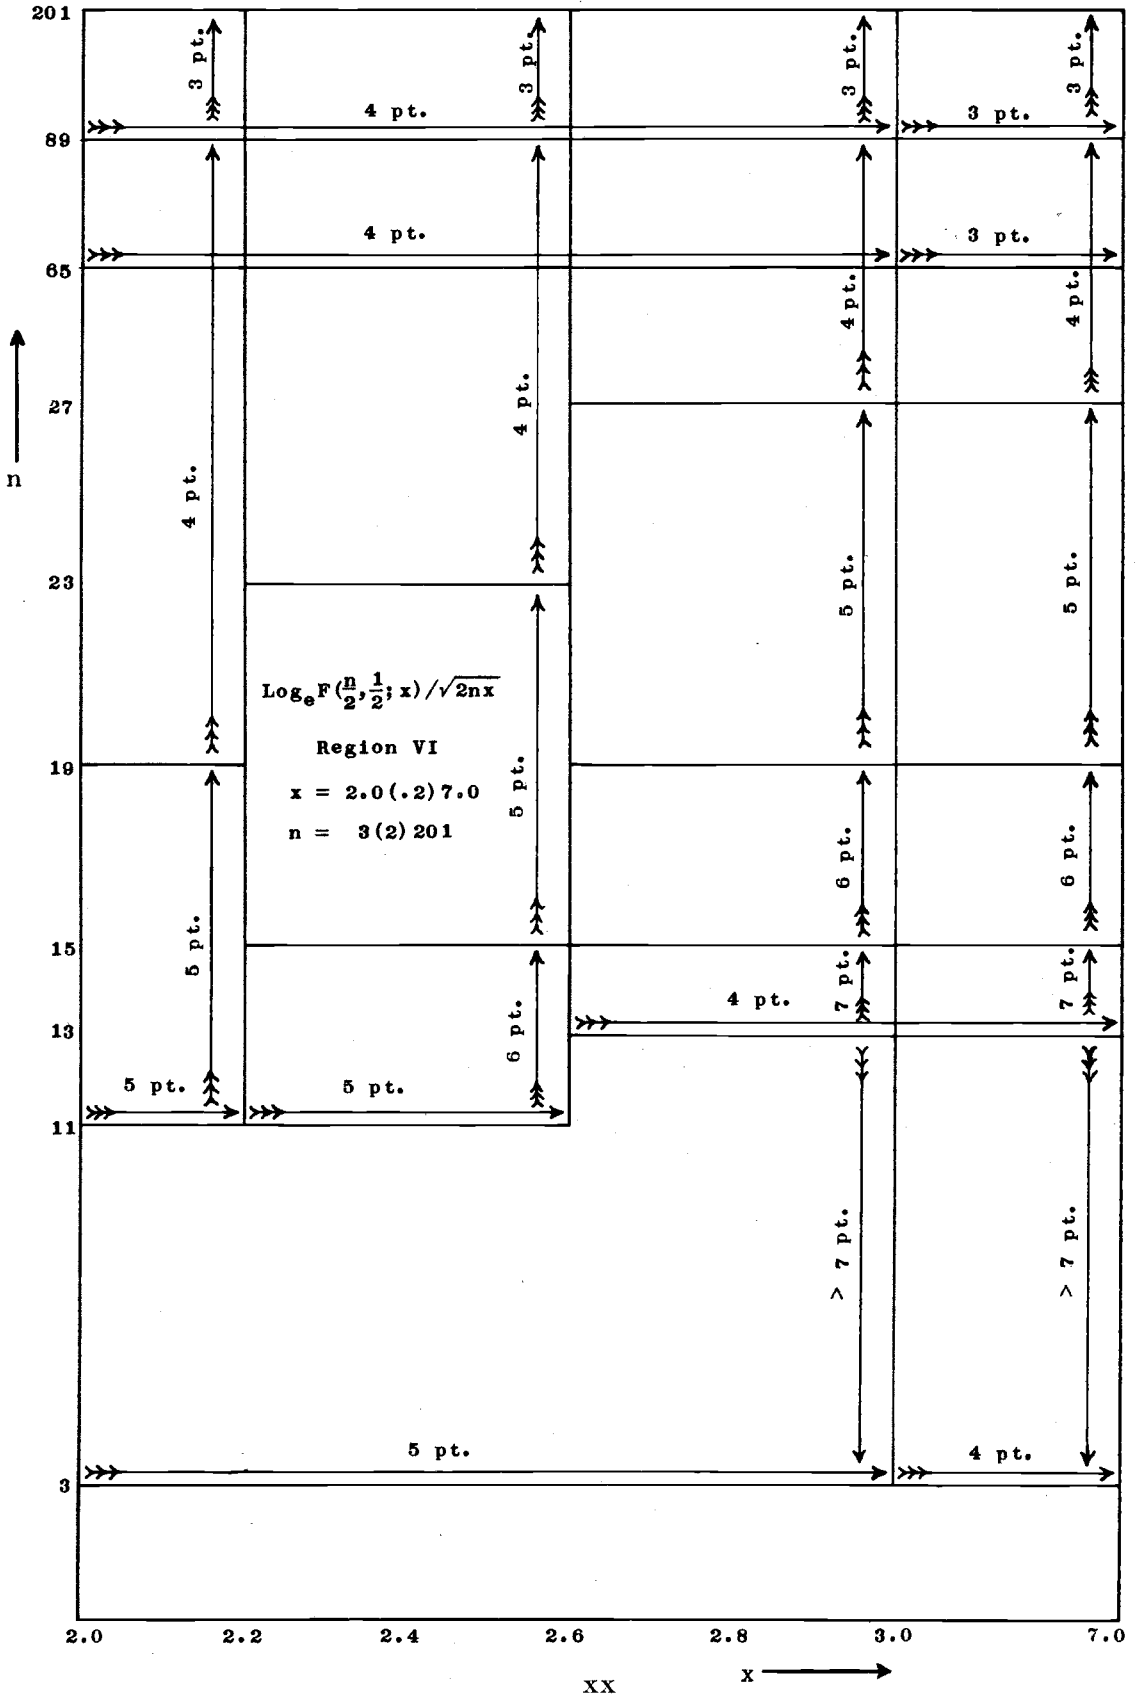 201
3 pt.
3 pt.
3 pt.
3 pt.
4 pt.
3 pt.
89
4 pt.
3 pt.
65
4 pt.
4 pt.
27
4 pt.
4 pt.
n
5 pt.
5 pt.
23
Log_e F(n/2, 1/2; x)/√2nx
Region VI
x = 2.0(.2)7.0
n = 3(2)201
5 pt.
19
6 pt.
6 pt.
5 pt.
15
7 pt.
7 pt.
4 pt.
6 pt.
13
5 pt.
5 pt.
11
> 7 pt.
> 7 pt.
5 pt.
4 pt.
3
2.0 2.2 2.4 2.6 2.8 3.0 7.0
x
xx